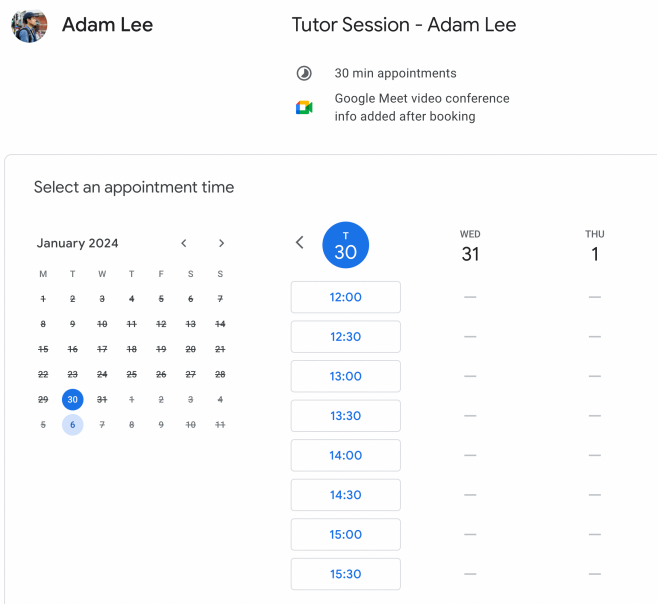 Adam Lee
Tutor Session - Adam Lee
30 min appointments
Google Meet video conference
info added after booking
Select an appointment time
January 2024
M T W T F S S
1 2 3 4 5 6 7
8 9 10 11 12 13 14
15 16 17 18 19 20 21
22 23 24 25 26 27 28
29 30 31 1 2 3 4
5 6 7 8 9 10 11
T WED THU
30 31 1
12:00 — —
12:30 — —
13:00 — —
13:30 — —
14:00 — —
14:30 — —
15:00 — —
15:30 — —